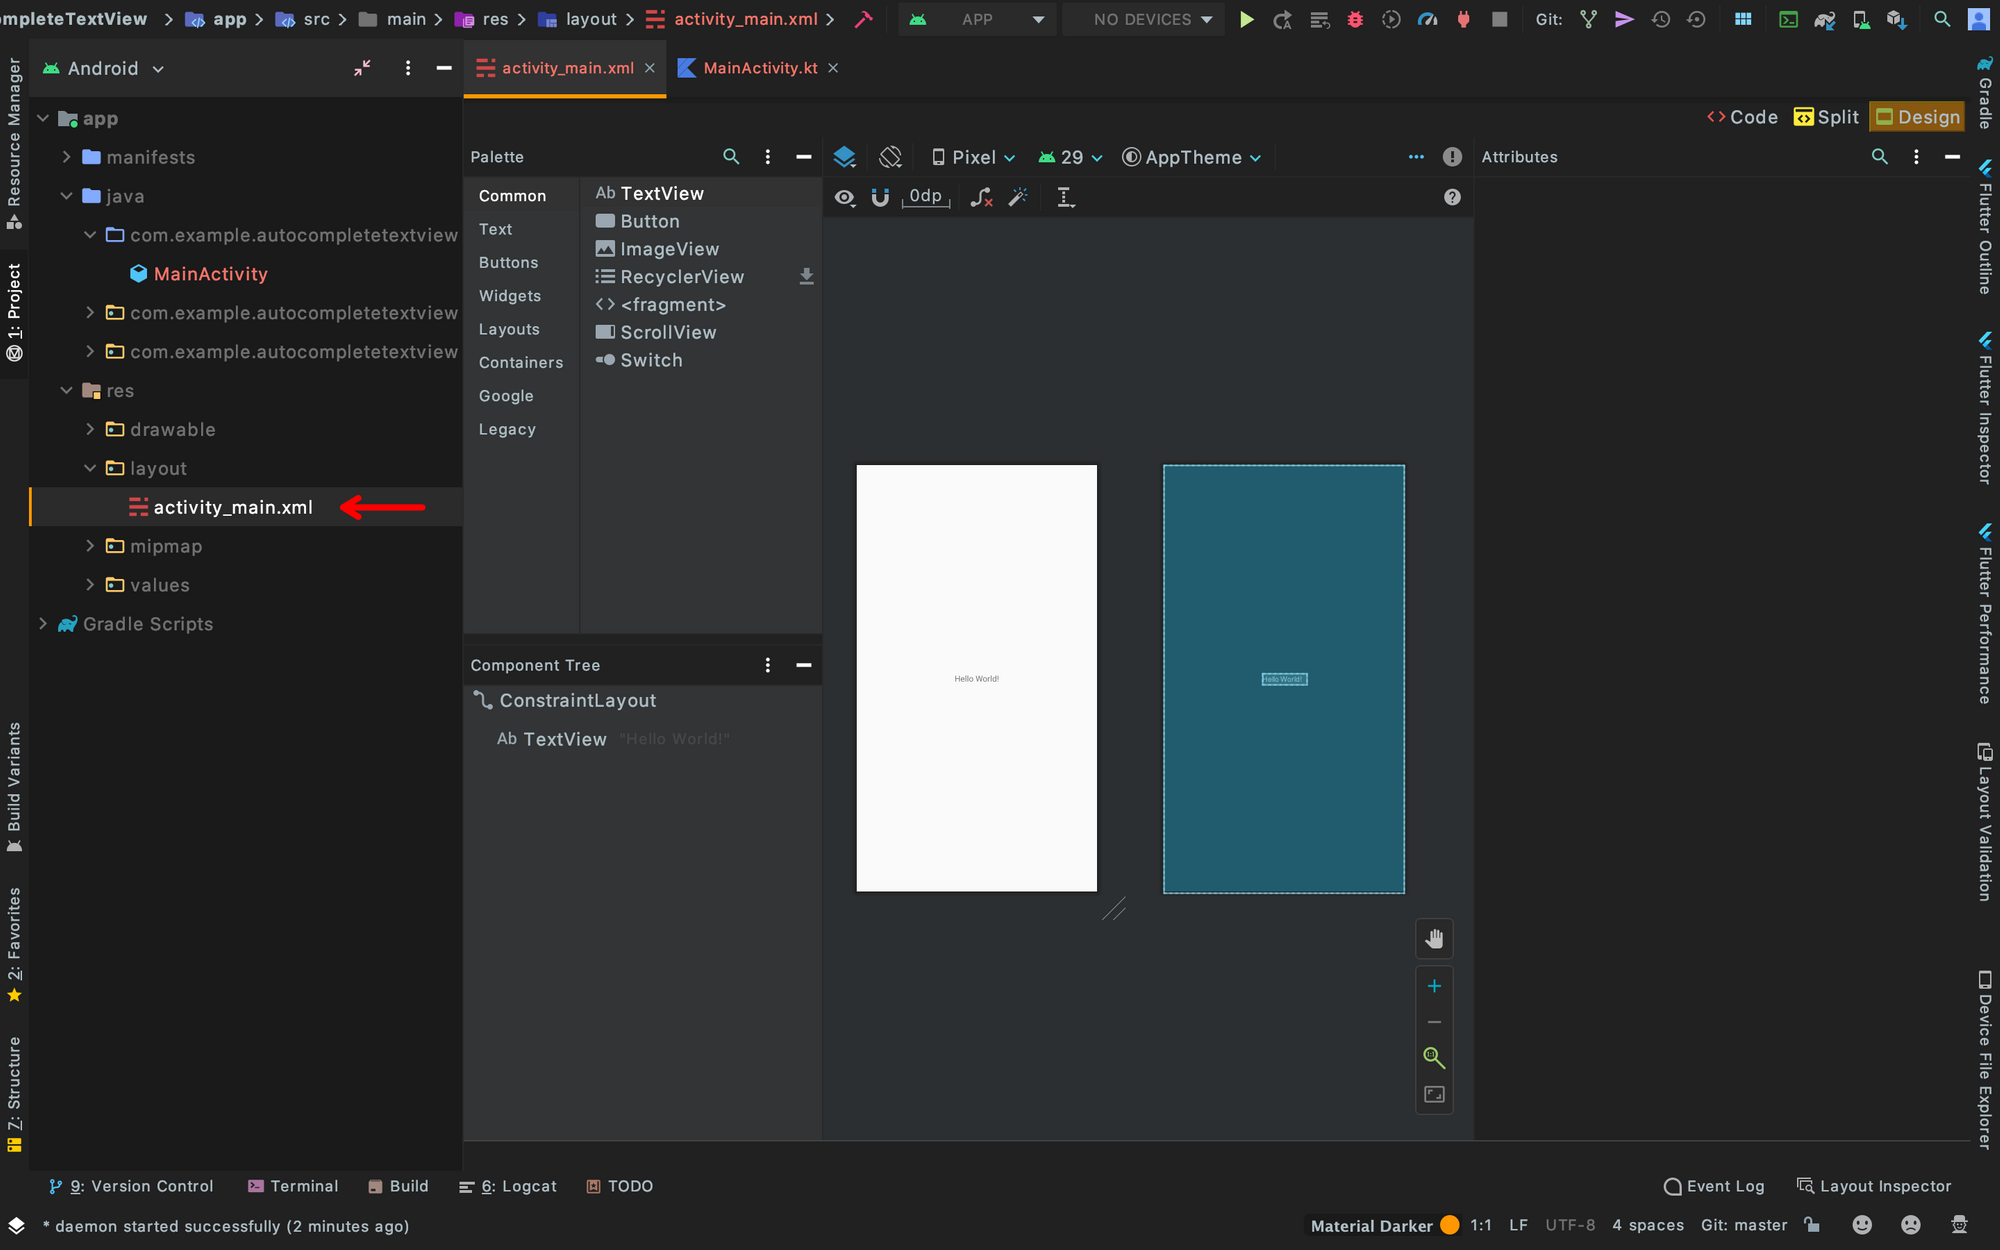 mpleteTextView
app
src
main
res
layout
activity_main.xml
APP
NO DEVICES
Git:
Resource Manager
1: Project
Build Variants
2: Favorites
7: Structure
Android
app
manifests
java
com.example.autocompletetextview
MainActivity
com.example.autocompletetextview
com.example.autocompletetextview
res
drawable
layout
activity_main.xml
mipmap
values
Gradle Scripts
activity_main.xml
MainActivity.kt
Code
Split
Design
Palette
Common
Text
Buttons
Widgets
Layouts
Containers
Google
Legacy
Ab TextView
Button
ImageView
RecyclerView
<fragment>
ScrollView
Switch
Component Tree
ConstraintLayout
Ab TextView "Hello World!"
Pixel
29
AppTheme
0dp
Hello World!
Hello World!
1:1
Attributes
Gradle
Flutter Outline
Flutter Inspector
Flutter Performance
Layout Validation
Device File Explorer
9: Version Control
Terminal
Build
6: Logcat
TODO
Event Log
Layout Inspector
* daemon started successfully (2 minutes ago)
Material Darker
1:1
LF
UTF-8
4 spaces
Git: master